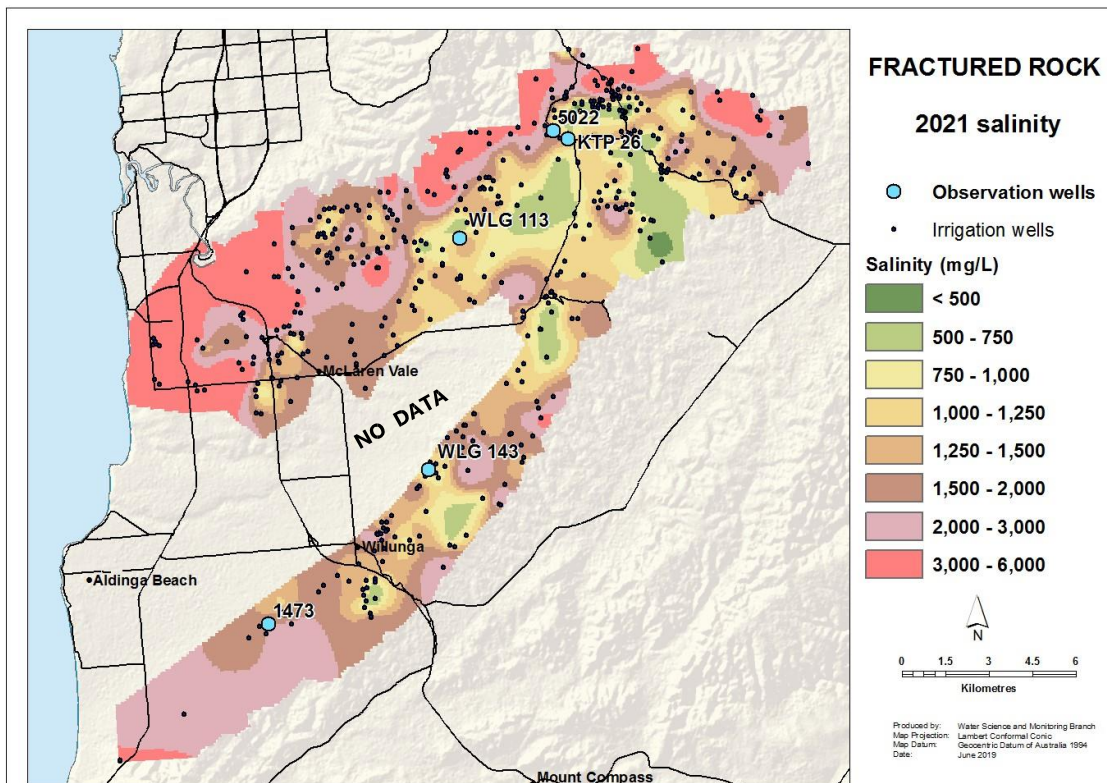 FRACTURED ROCK
2021 salinity
Observation wells
Irrigation wells
Salinity (mg/L)
< 500
500 - 750
750 - 1,000
1,000 - 1,250
1,250 - 1,500
1,500 - 2,000
2,000 - 3,000
3,000 - 6,000
N
0 1.5 3 4.5 6
Kilometres
Produced by: Water Science and Monitoring Branch
Map Projection: Lambert Conformal Conic
Map Datum: Geocentric Datum of Australia 1994
Date: June 2019
5022
KTP 26
WLG 113
McLaren Vale
NO DATA
WLG 143
Willunga
Aldinga Beach
1473
Mount Compass